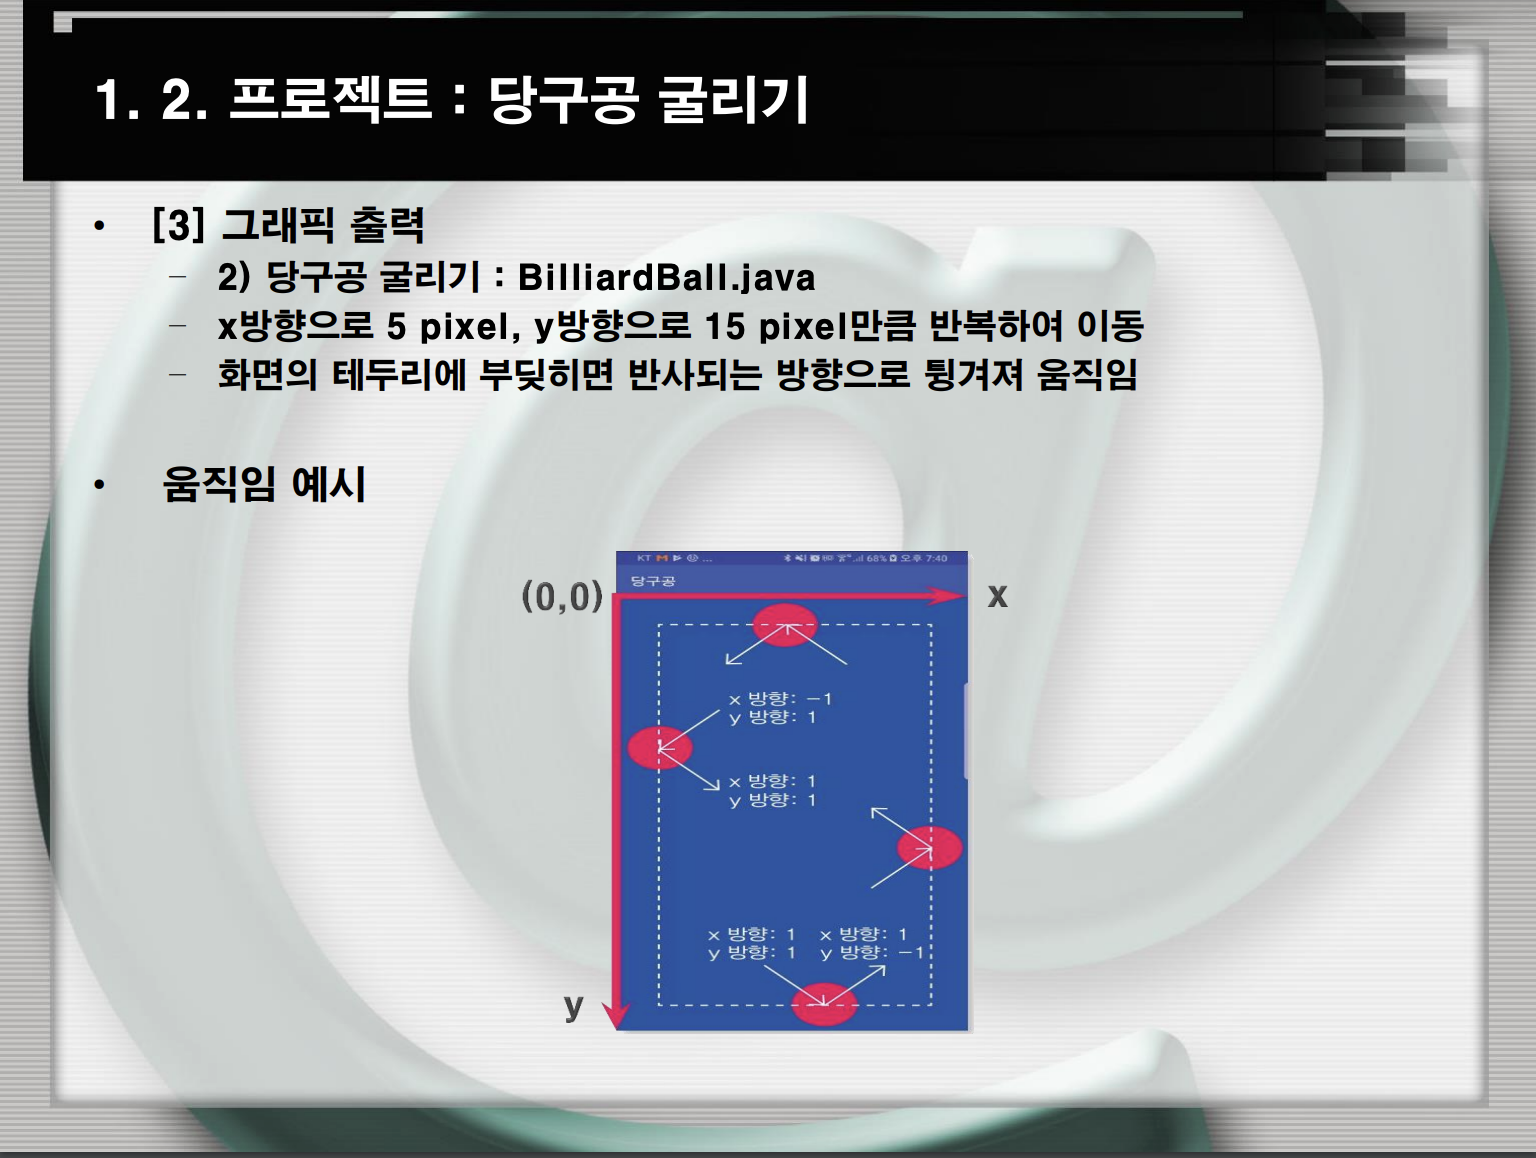 1. 2. 프로젝트 : 당구공 굴리기
• [3] 그래픽 출력
– 2) 당구공 굴리기 : BilliardBall.java
– x방향으로 5 pixel, y방향으로 15 pixel만큼 반복하여 이동
– 화면의 테두리에 부딪히면 반사되는 방향으로 튕겨져 움직임
• 움직임 예시
KT ... 68% 오후 7:40
당구공
(0,0)
x
x 방향: -1
y 방향: 1
x 방향: 1
y 방향: 1
x 방향: 1 x 방향: 1
y 방향: 1 y 방향: -1
y